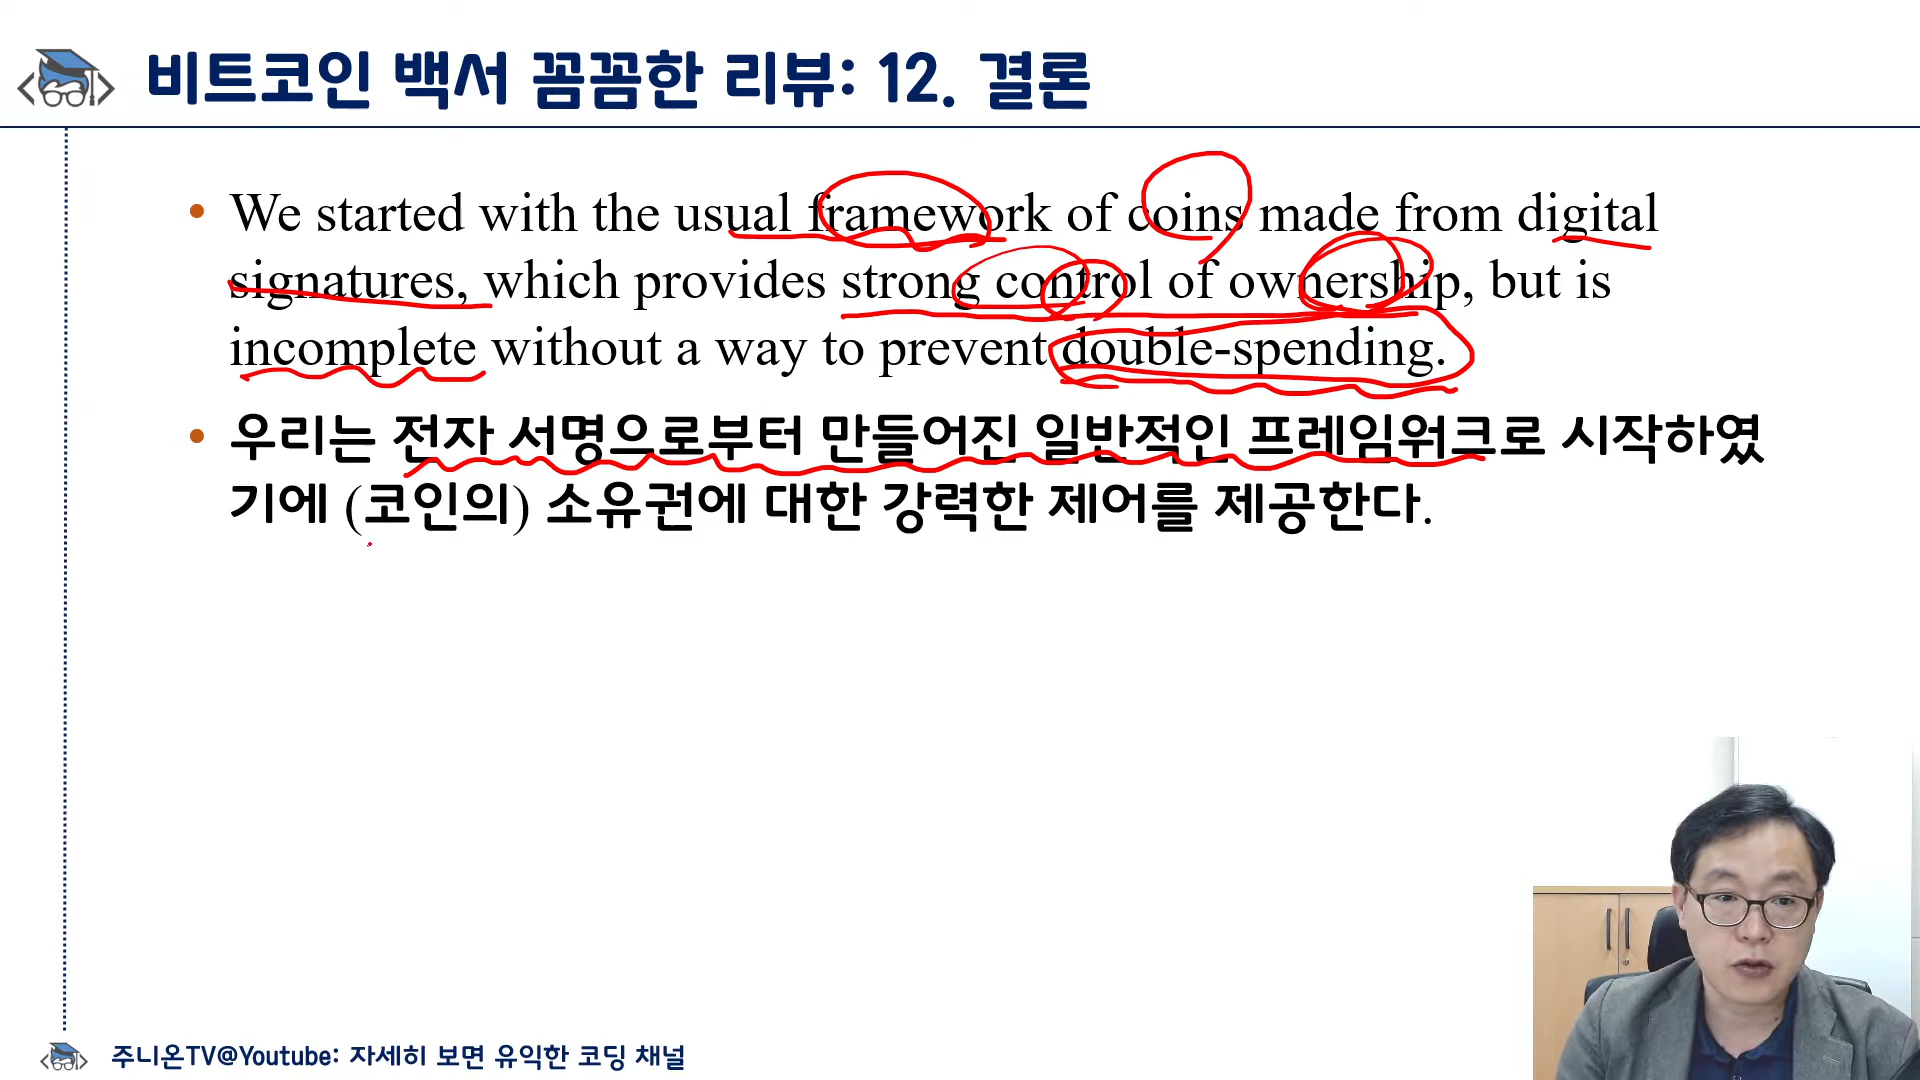 비트코인 백서 꼼꼼한 리뷰: 12. 결론
• We started with the usual framework of coins made from digital
signatures, which provides strong control of ownership, but is
incomplete without a way to prevent double-spending.
• 우리는 전자 서명으로부터 만들어진 일반적인 프레임워크로 시작하였
기에 (코인의) 소유권에 대한 강력한 제어를 제공한다.
주니온TV@Youtube: 자세히 보면 유익한 코딩 채널